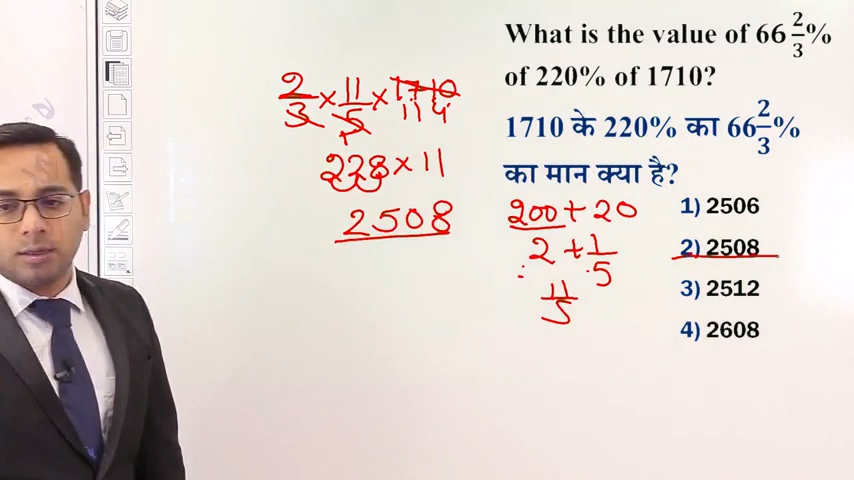 What is the value of 66 2/3%
of 220% of 1710?
1710 के 220% का 66 2/3%
का मान क्या है?
1) 2506
2) 2508
3) 2512
4) 2608
2/3 × 11/5 × 1710
114
228 × 11
2508
200 + 20
2 + 1/5
11/5